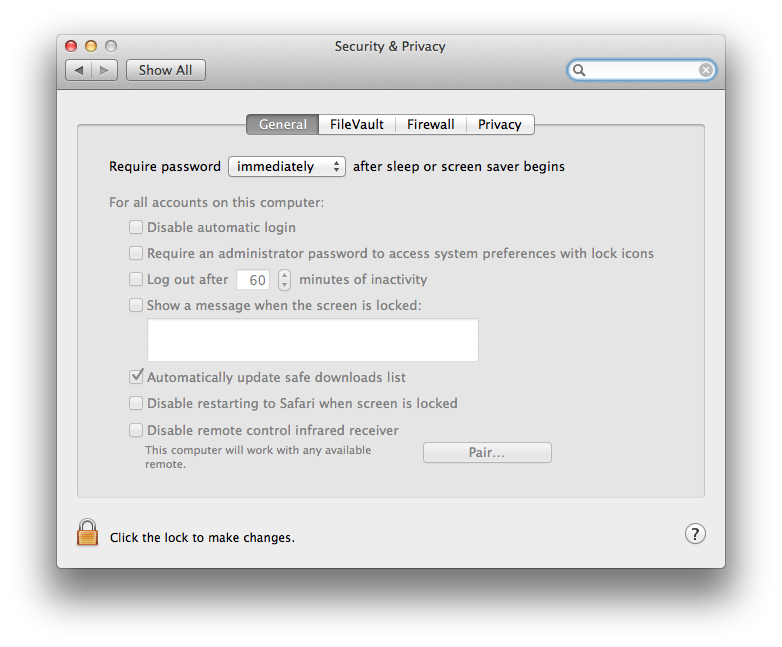 Security & Privacy
Show All
General FileVault Firewall Privacy
Require password immediately after sleep or screen saver begins
For all accounts on this computer:
Disable automatic login
Require an administrator password to access system preferences with lock icons
Log out after 60 minutes of inactivity
Show a message when the screen is locked:
Automatically update safe downloads list
Disable restarting to Safari when screen is locked
Disable remote control infrared receiver
This computer will work with any available
remote.
Pair...
Click the lock to make changes.
?